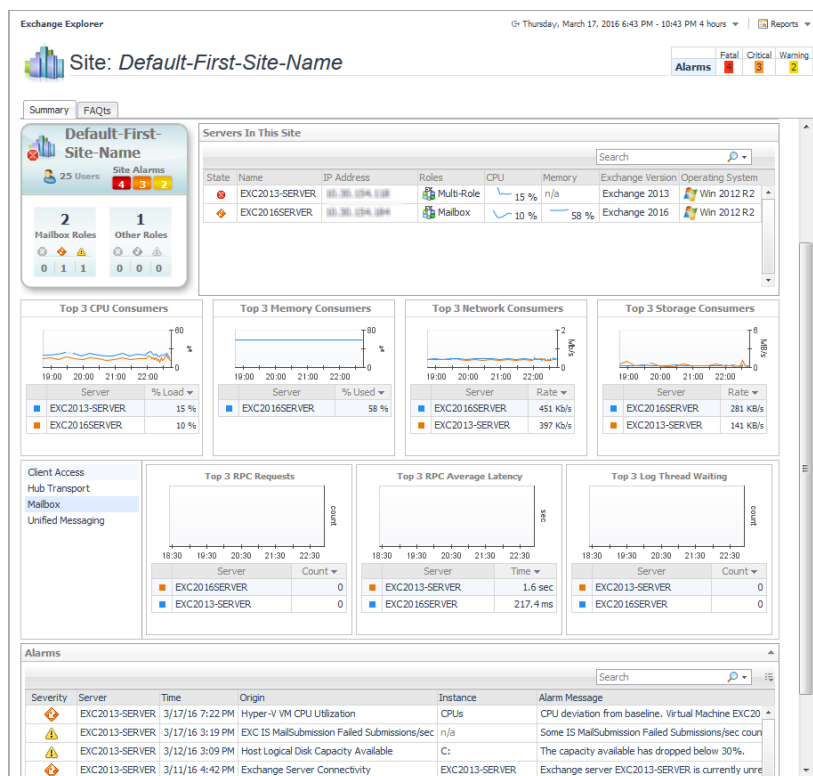 Exchange Explorer
Thursday, March 17, 2016 6:43 PM - 10:43 PM 4 hours
Reports
Site: Default-First-Site-Name
Fatal Critical Warning
Alarms 4 3 2
Summary FAQts
Default-First-
Site-Name
25 Users
Site Alarms
4 3 2
2
Mailbox Roles
0 1 1
1
Other Roles
0 0 0
Servers In This Site
Search
State Name IP Address Roles CPU Memory Exchange Version Operating System
EXC2013-SERVER Multi-Role 15 % n/a Exchange 2013 Win 2012 R2
EXC2016SERVER Mailbox 10 % 58 % Exchange 2016 Win 2012 R2
Top 3 CPU Consumers
60
%
19:00 20:00 21:00 22:00
Server % Load
EXC2013-SERVER 15 %
EXC2016SERVER 10 %
Top 3 Memory Consumers
80
%
19:00 20:00 21:00 22:00
Server % Used
EXC2016SERVER 58 %
Top 3 Network Consumers
2
Mb/s
0
19:00 20:00 21:00 22:00
Server Rate
EXC2016SERVER 451 Kb/s
EXC2013-SERVER 397 Kb/s
Top 3 Storage Consumers
6
MB/s
0
19:00 20:00 21:00 22:00
Server Rate
EXC2016SERVER 281 KB/s
EXC2013-SERVER 141 KB/s
Client Access
Hub Transport
Mailbox
Unified Messaging
Top 3 RPC Requests
count
18:30 19:30 20:30 21:30 22:30
Server Count
EXC2016SERVER 0
EXC2013-SERVER 0
Top 3 RPC Average Latency
sec
18:30 19:30 20:30 21:30 22:30
Server Time
EXC2013-SERVER 1.6 sec
EXC2016SERVER 217.4 ms
Top 3 Log Thread Waiting
count
18:30 19:30 20:30 21:30 22:30
Server Count
EXC2013-SERVER 0
EXC2016SERVER 0
Alarms
Search
Severity Server Time Origin Instance Alarm Message
EXC2013-SERVER 3/17/16 7:22 PM Hyper-V VM CPU Utilization CPUs CPU deviation from baseline. Virtual Machine EXC20
EXC2013-SERVER 3/17/16 3:19 PM EXC IS MailSubmission Failed Submissions/sec n/a Some IS MailSubmission Failed Submissions/sec coun
EXC2013-SERVER 3/12/16 3:09 PM Host Logical Disk Capacity Available C: The capacity available has dropped below 30%.
EXC2013-SERVER 3/11/16 4:42 PM Exchange Server Connectivity EXC2013-SERVER Exchange server EXC2013-SERVER is currently unre